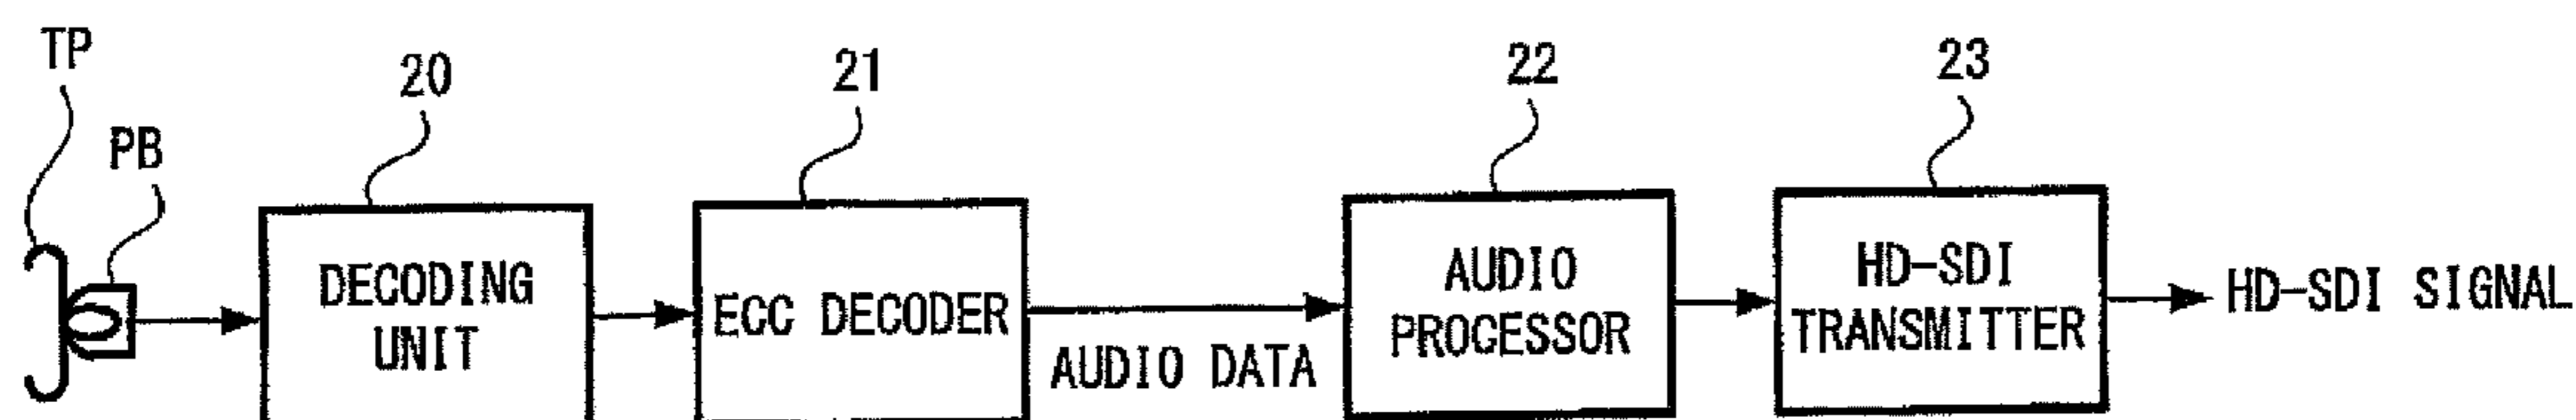 TP
PB
20
21
22
23
DECODING
UNIT
ECC DECODER
AUDIO DATA
AUDIO
PROCESSOR
HD-SDI
TRANSMITTER
HD-SDI SIGNAL